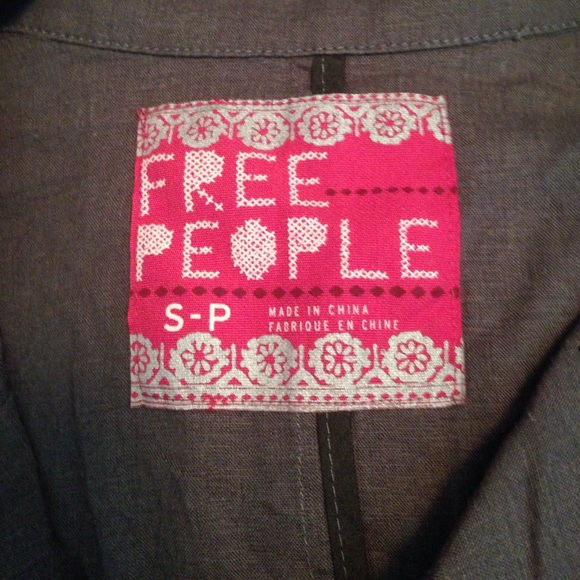 FREE
PEOPLE
S-P
MADE IN CHINA
FABRIQUE EN CHINE